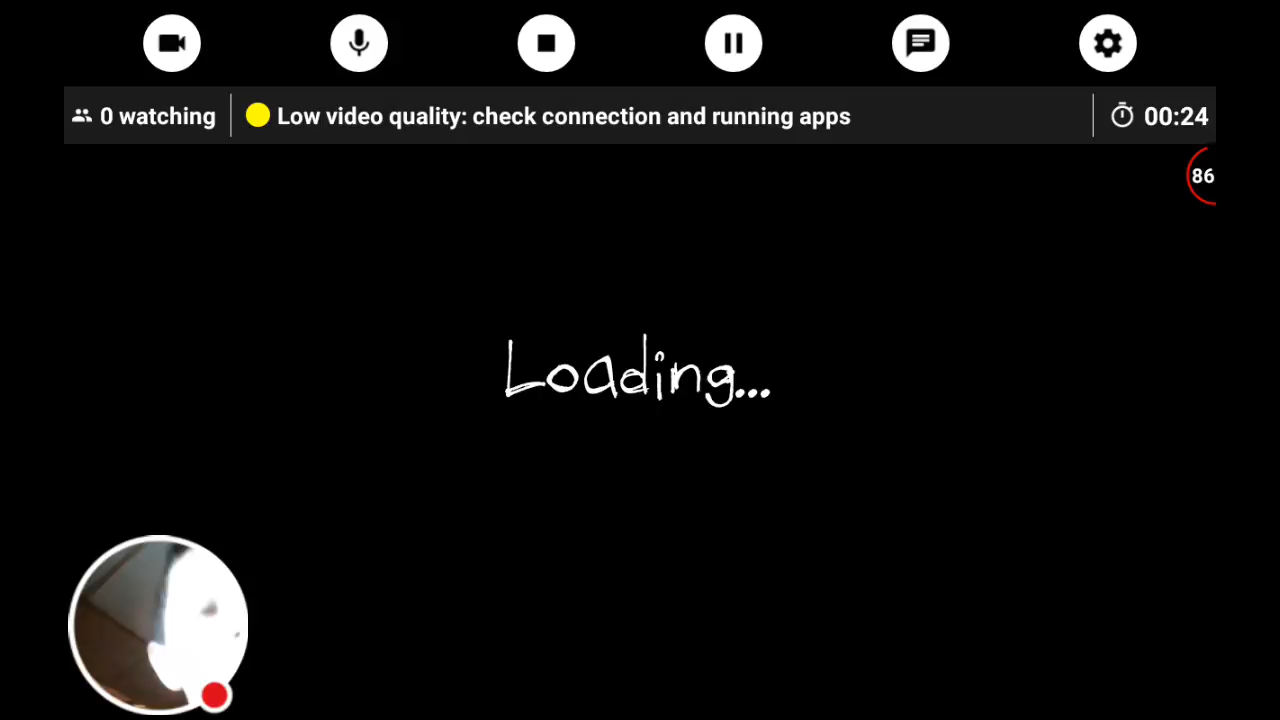 0 watching
Low video quality: check connection and running apps
00:24
86
Loading...